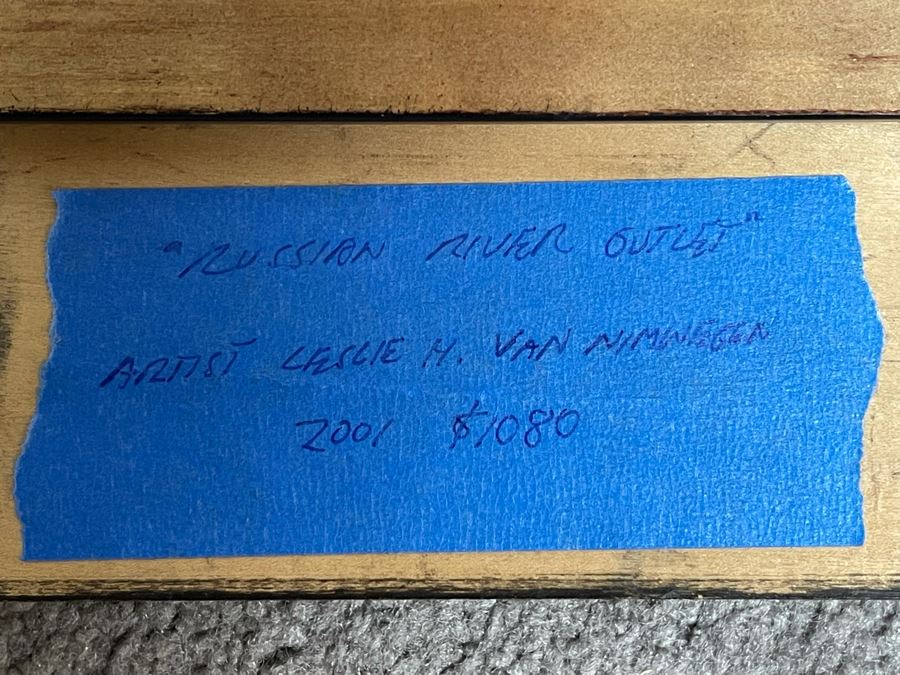 "RUSSIAN RIVER OUTLET"
ARTIST LESLIE H. VAN NIMWEGEN
2001 $1080